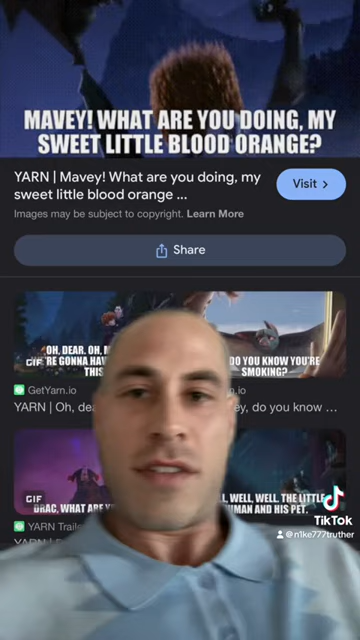 MAVEY! WHAT ARE YOU DOING, MY
SWEET LITTLE BLOOD ORANGE?
YARN | Mavey! What are you doing, my
sweet little blood orange ...
Visit >
Images may be subject to copyright. Learn More
Share
OH, DEAR. OH,
RE GONNA HAV
THIS
GIF
DO YOU KNOW YOU'RE
SMOKING?
GetYarn.io
YARN | Oh, dea
ey, do you know ...
GIF
DRAC, WHAT ARE Y
WELL, WELL. THE LITTLE
UMAN AND HIS PET.
YARN Traile
TikTok
@n1ke777truther